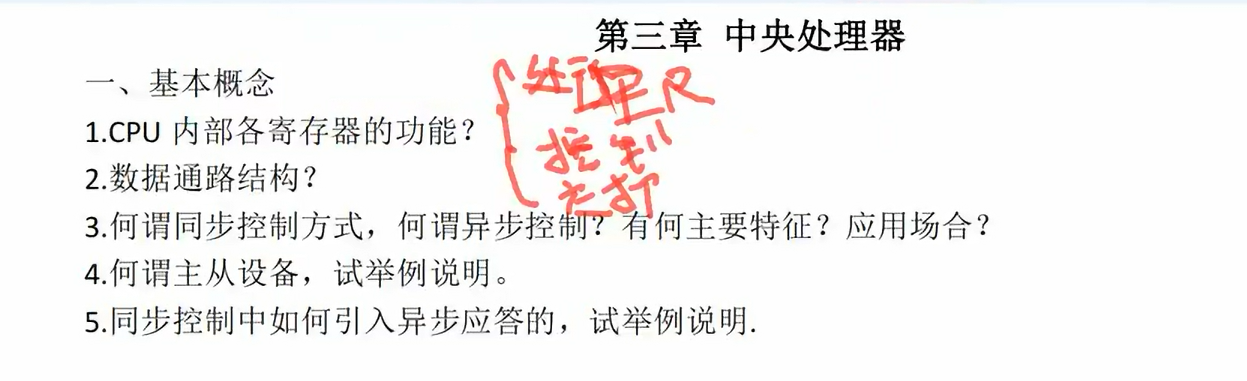 第三章 中央处理器
一、基本概念
处理 R
1.CPU 内部各寄存器的功能？
控制"
2.数据通路结构？
3.何谓同步控制方式，何谓异步控制？有何主要特征？应用场合？
4.何谓主从设备，试举例说明。
5.同步控制中如何引入异步应答的，试举例说明.